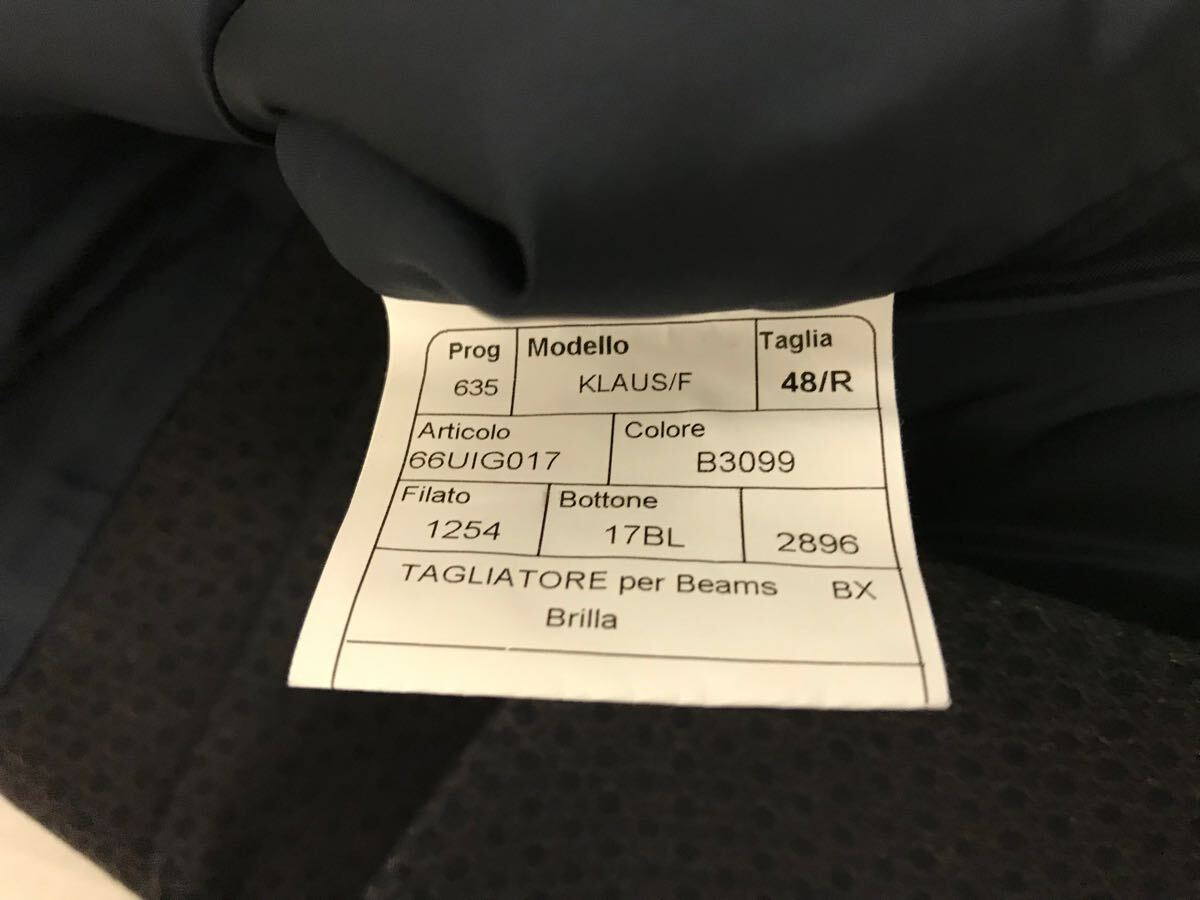 Prog Modello Taglia
635 KLAUS/F 48/R
Articolo Colore
66UIG017 B3099
Filato Bottone
1254 17BL 2896
TAGLIATORE per Beams BX
Brilla